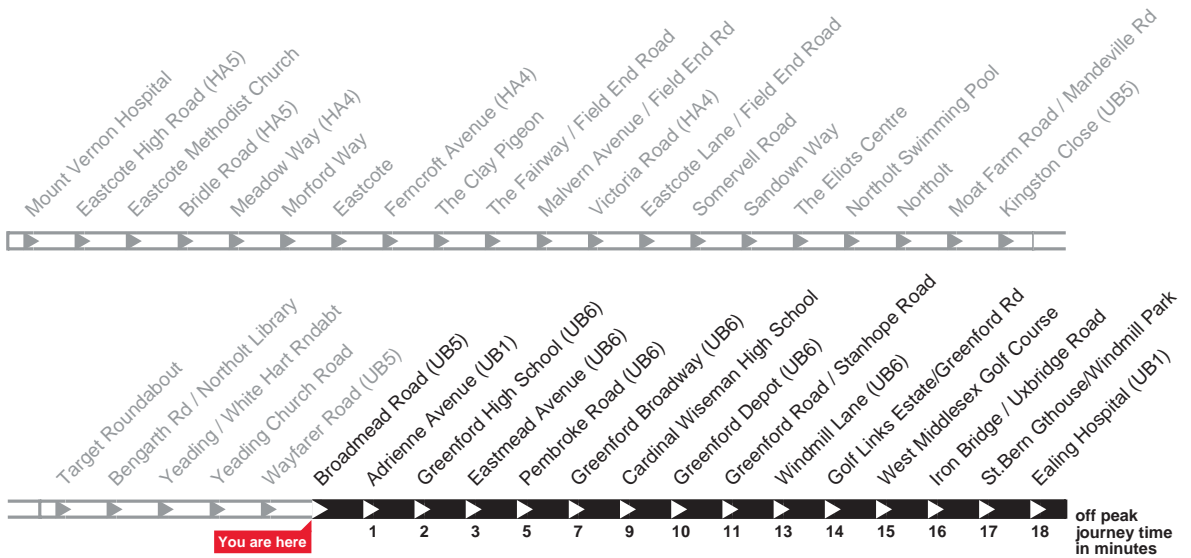 Mount Vernon Hospital
Eastcote High Road (HA5)
Eastcote Methodist Church
Bridle Road (HA5)
Meadow Way (HA4)
Morford Way
Eastcote
Ferncroft Avenue (HA4)
The Clay Pigeon
The Fairway / Field End Road
Malvern Avenue / Field End Rd
Victoria Road (HA4)
Eastcote Lane / Field End Road
Somervell Road
Sandown Way
The Eliots Centre
Northolt Swimming Pool
Northolt
Moat Farm Road / Mandeville Rd
Kingston Close (UB5)
Target Roundabout
Bengarth Rd / Northolt Library
Yeading / White Hart Rndabt
Yeading Church Road
Wayfarer Road (UB5)
Broadmead Road (UB5)
Adrienne Avenue (UB1)
Greenford High School (UB6)
Eastmead Avenue (UB6)
Pembroke Road (UB6)
Greenford Broadway (UB6)
Cardinal Wiseman High School
Greenford Depot (UB6)
Greenford Road / Stanhope Road
Windmill Lane (UB6)
Golf Links Estate/Greenford Rd
West Middlesex Golf Course
Iron Bridge / Uxbridge Road
St.Bern Gthouse/Windmill Park
Ealing Hospital (UB1)
You are here
1 2 3 5 7 9 10 11 13 14 15 16 17 18
off peak
journey time
in minutes